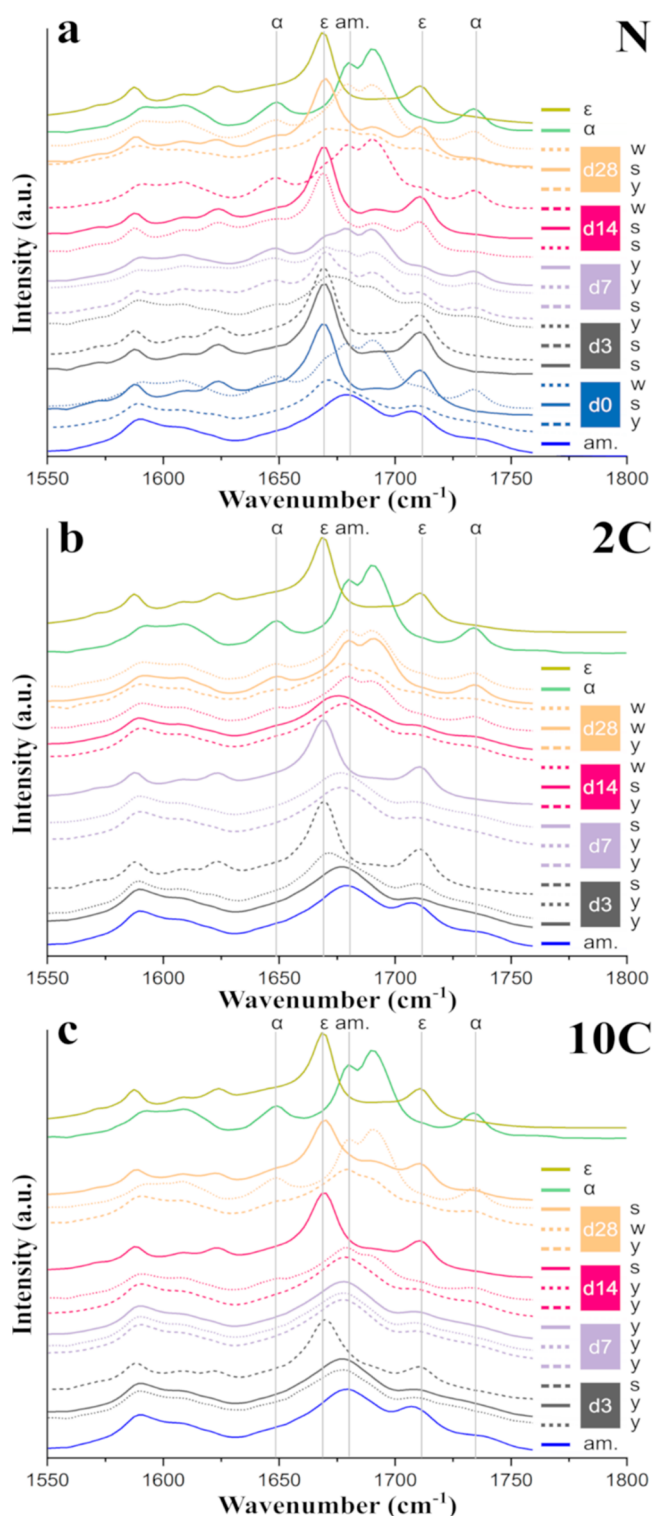 a
α ε am. ε α
N
ε
α
w
d28 s
y
w
d14 s
s
y
d7 y
s
y
d3 s
s
w
d0 s
y
am.
Intensity (a.u.)
1550 1600 1650 1700 1750 1800
Wavenumber (cm-1)
b
α ε am. ε α
2C
ε
α
w
d28 w
y
w
d14 s
y
s
d7 y
y
s
d3 y
y
am.
Intensity (a.u.)
1550 1600 1650 1700 1750 1800
Wavenumber (cm-1)
c
α ε am. ε α
10C
ε
α
s
d28 w
y
s
d14 y
y
y
d7 y
y
s
d3 y
y
am.
Intensity (a.u.)
1550 1600 1650 1700 1750 1800
Wavenumber (cm-1)